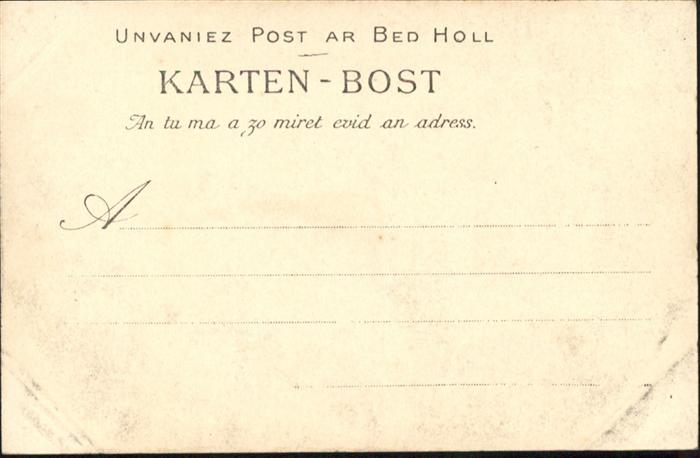 UNVANIEZ POST AR BED HOLL
KARTEN-BOST
An tu ma a zo miret evid an adress.
A